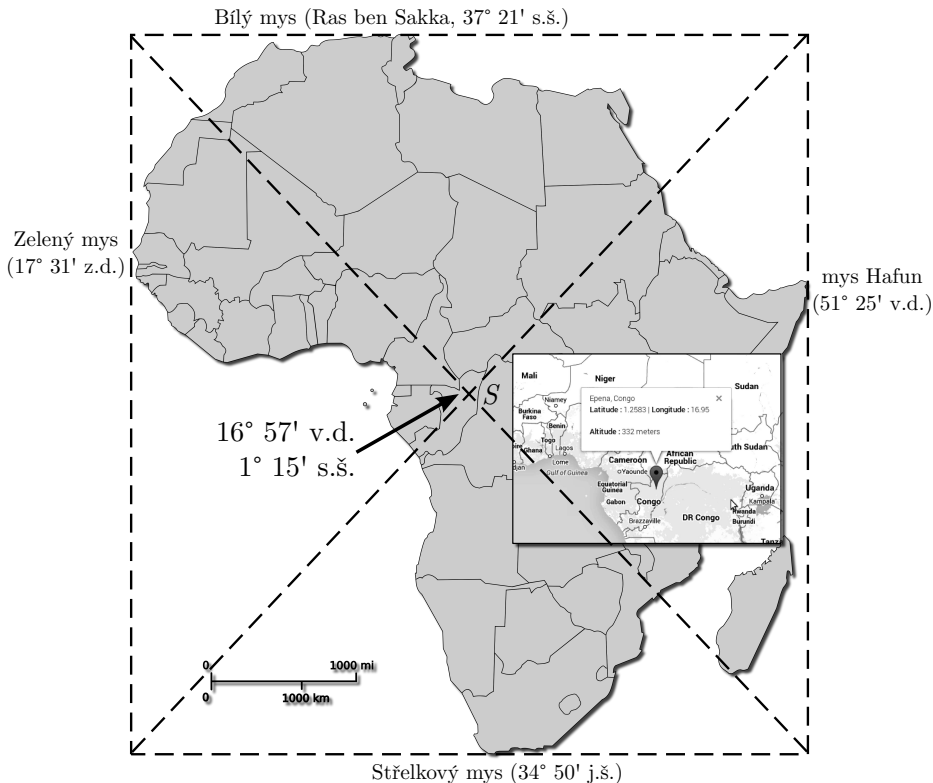 Bílý mys (Ras ben Sakka, 37° 21' s.š.)
Zelený mys
(17° 31' z.d.)
mys Hafun
(51° 25' v.d.)
S
16° 57' v.d.
1° 15' s.š.
Mali
Niger
Sudan
Epena, Congo
×
Latitude : 1.2583 | Longitude : 16.95
Altitude : 332 meters
Niamey
Burkina
Faso
Benin
Togo
Ghana
Lagos
Lome
Gulf of Guinea
Cameroon
Yaounde
African
Republic
uth Sudan
Equatorial
Guinea
Gabon
Congo
Brazzaville
DR Congo
Uganda
Kampala
Rwanda
Burundi
Tanza
0
1000 mi
0
1000 km
Střelkový mys (34° 50' j.š.)